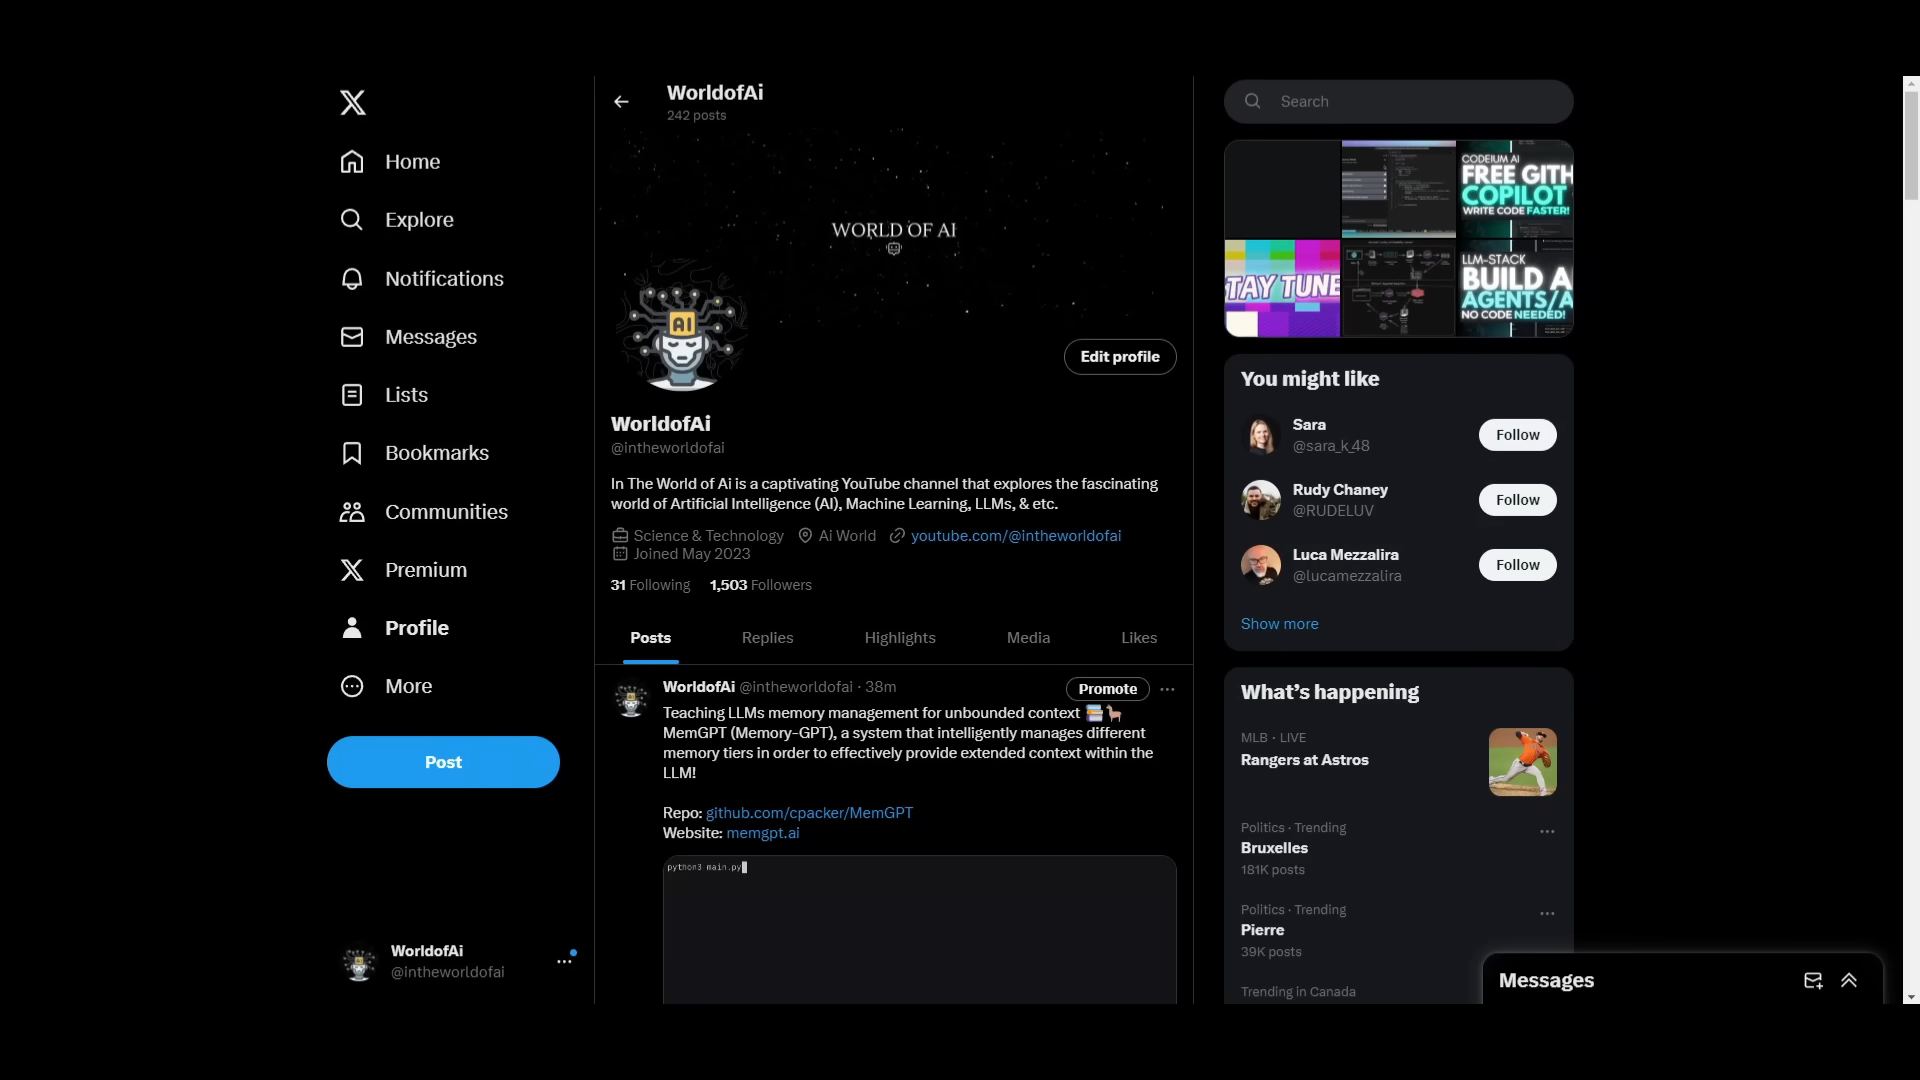 Home
Explore
Notifications
Messages
Lists
Bookmarks
Communities
Premium
Profile
More
Post
WorldofAi
@intheworldofai
WorldofAi
242 posts
WORLD OF AI
AI
Edit profile
WorldofAi
@intheworldofai
In The World of Ai is a captivating YouTube channel that explores the fascinating
world of Artificial Intelligence (AI), Machine Learning, LLMs, & etc.
Science & Technology Ai World youtube.com/@intheworldofai
Joined May 2023
31 Following 1,503 Followers
Posts Replies Highlights Media Likes
WorldofAi @intheworldofai · 38m
Promote
Teaching LLMs memory management for unbounded context 📚🦙
MemGPT (Memory-GPT), a system that intelligently manages different
memory tiers in order to effectively provide extended context within the
LLM!
Repo: github.com/cpacker/MemGPT
Website: memgpt.ai
python3 main.py
Search
CODEIUM AI
FREE GITH
COPILOT
WRITE CODE FASTER!
TAY TUNE
LLM-STACK
BUILD A
AGENTS/A
NO CODE NEEDED!
You might like
Sara
@sara_k_48
Follow
Rudy Chaney
@RUDELUV
Follow
Luca Mezzalira
@lucamezzalira
Follow
Show more
What's happening
MLB · LIVE
Rangers at Astros
Politics · Trending
Bruxelles
181K posts
Politics · Trending
Pierre
39K posts
Trending in Canada
Messages